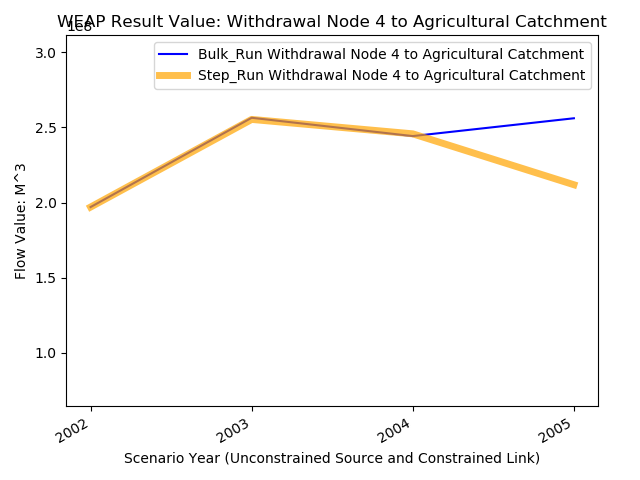 WEAP Result Value: Withdrawal Node 4 to Agricultural Catchment
1e8
Bulk_Run Withdrawal Node 4 to Agricultural Catchment
Step_Run Withdrawal Node 4 to Agricultural Catchment
3.0
2.5
2.0
1.5
1.0
Flow Value: M^3
2002
2003
2004
2005
Scenario Year (Unconstrained Source and Constrained Link)